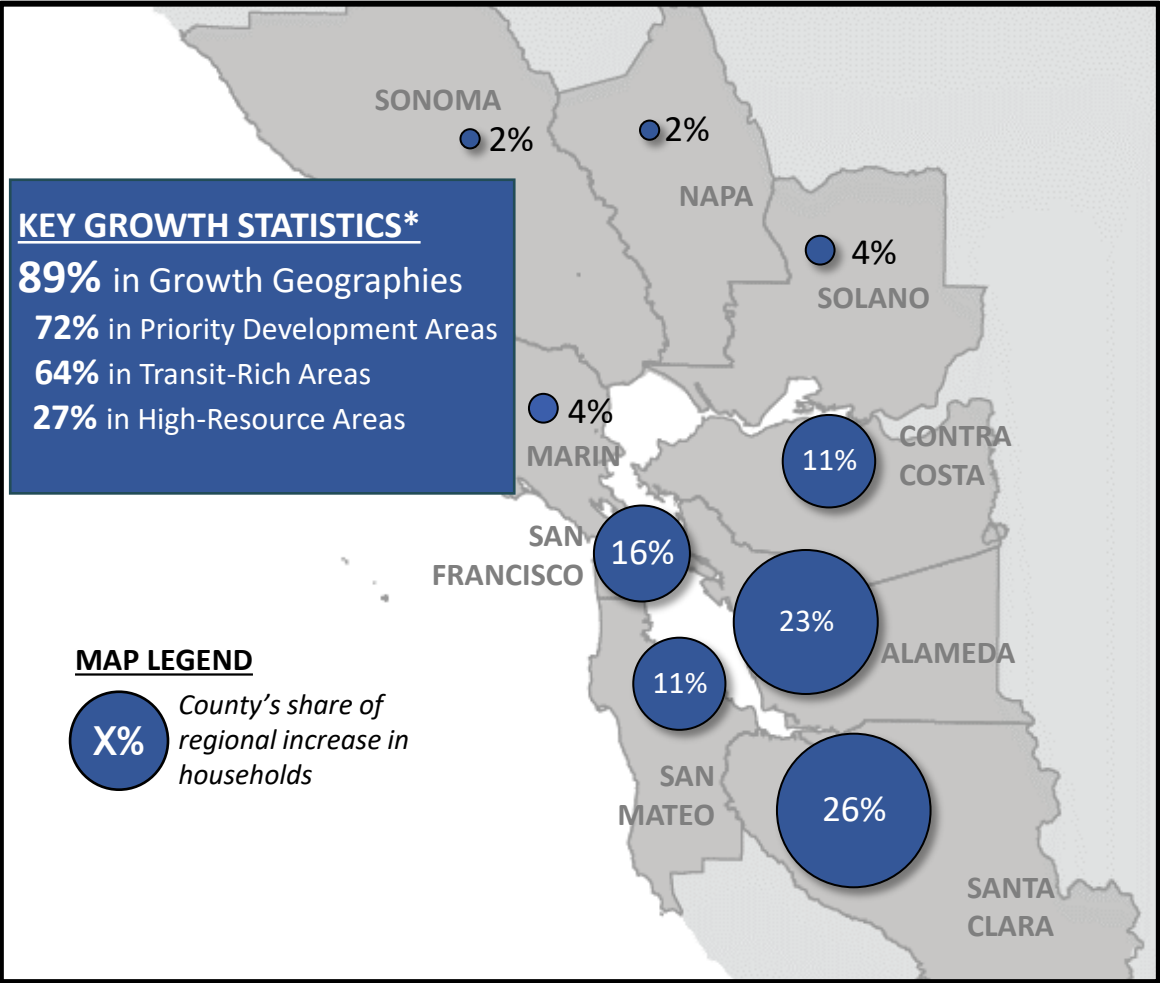 SONOMA
2%
2%
NAPA
4%
SOLANO
KEY GROWTH STATISTICS*
89% in Growth Geographies
72% in Priority Development Areas
64% in Transit-Rich Areas
27% in High-Resource Areas
4%
MARIN
11%
CONTRA
COSTA
SAN
FRANCISCO
16%
23%
ALAMEDA
11%
SAN
MATEO
26%
SANTA
CLARA
MAP LEGEND
X%
County's share of
regional increase in
households